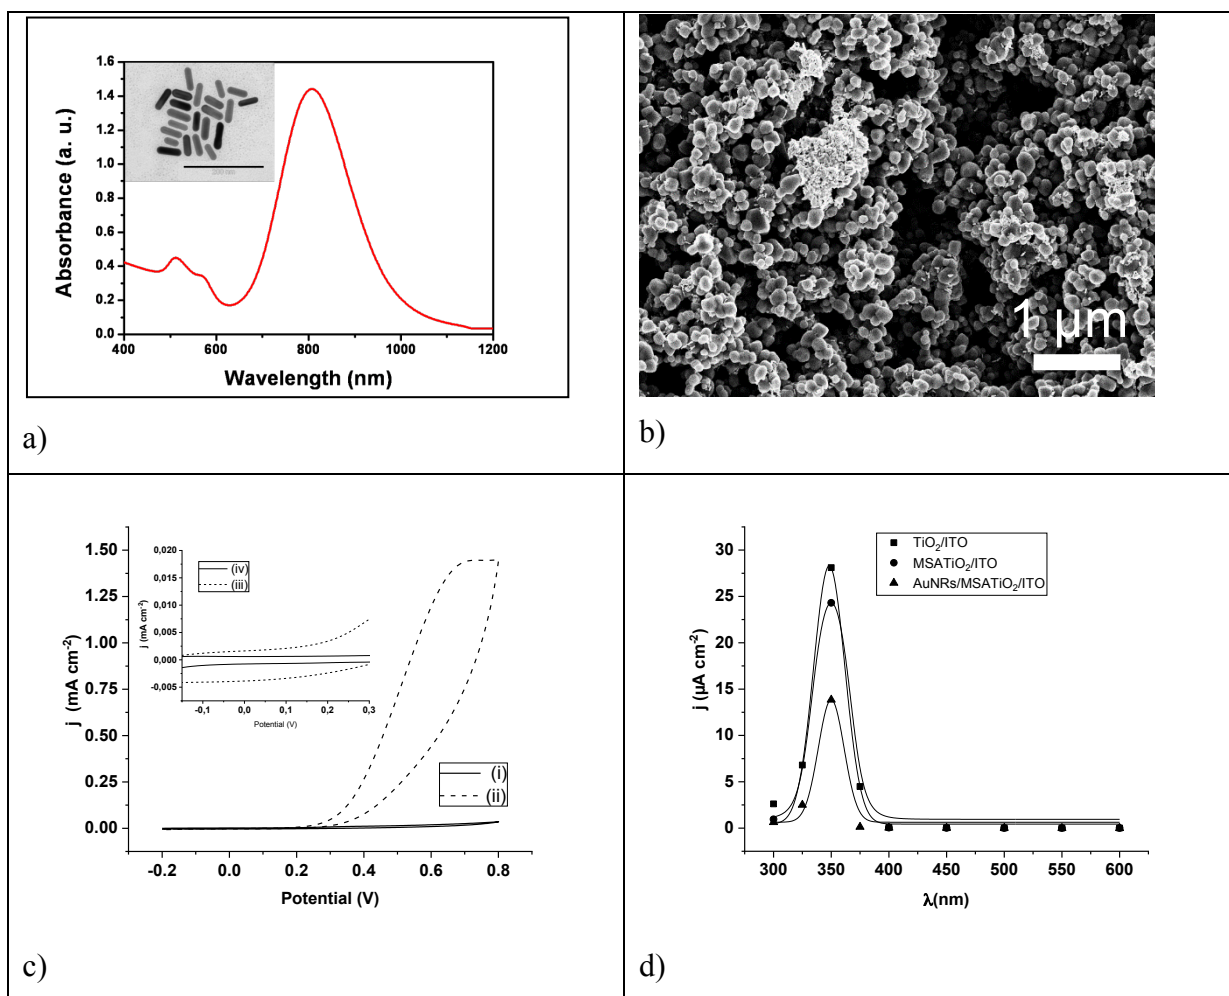 1.6
1.4
1.2
1.0
0.8
0.6
0.4
0.2
0.0
400
600
800
1000
1200
Absorbance (a. u.)
Wavelength (nm)
200 nm
a)
1 µm
b)
1.50
1.25
1.00
0.75
0.50
0.25
0.00
-0.2
0.0
0.2
0.4
0.6
0.8
j (mA cm⁻²)
Potential (V)
0,020
0,015
0,010
0,005
0,000
-0,005
-0,1
0,0
0,1
0,2
0,3
j (mA cm⁻²)
Potential (V)
(iv)
(iii)
(i)
(ii)
c)
30
25
20
15
10
5
0
300
350
400
450
500
550
600
j (µA cm⁻²)
λ(nm)
TiO₂/ITO
MSATiO₂/ITO
AuNRs/MSATiO₂/ITO
d)